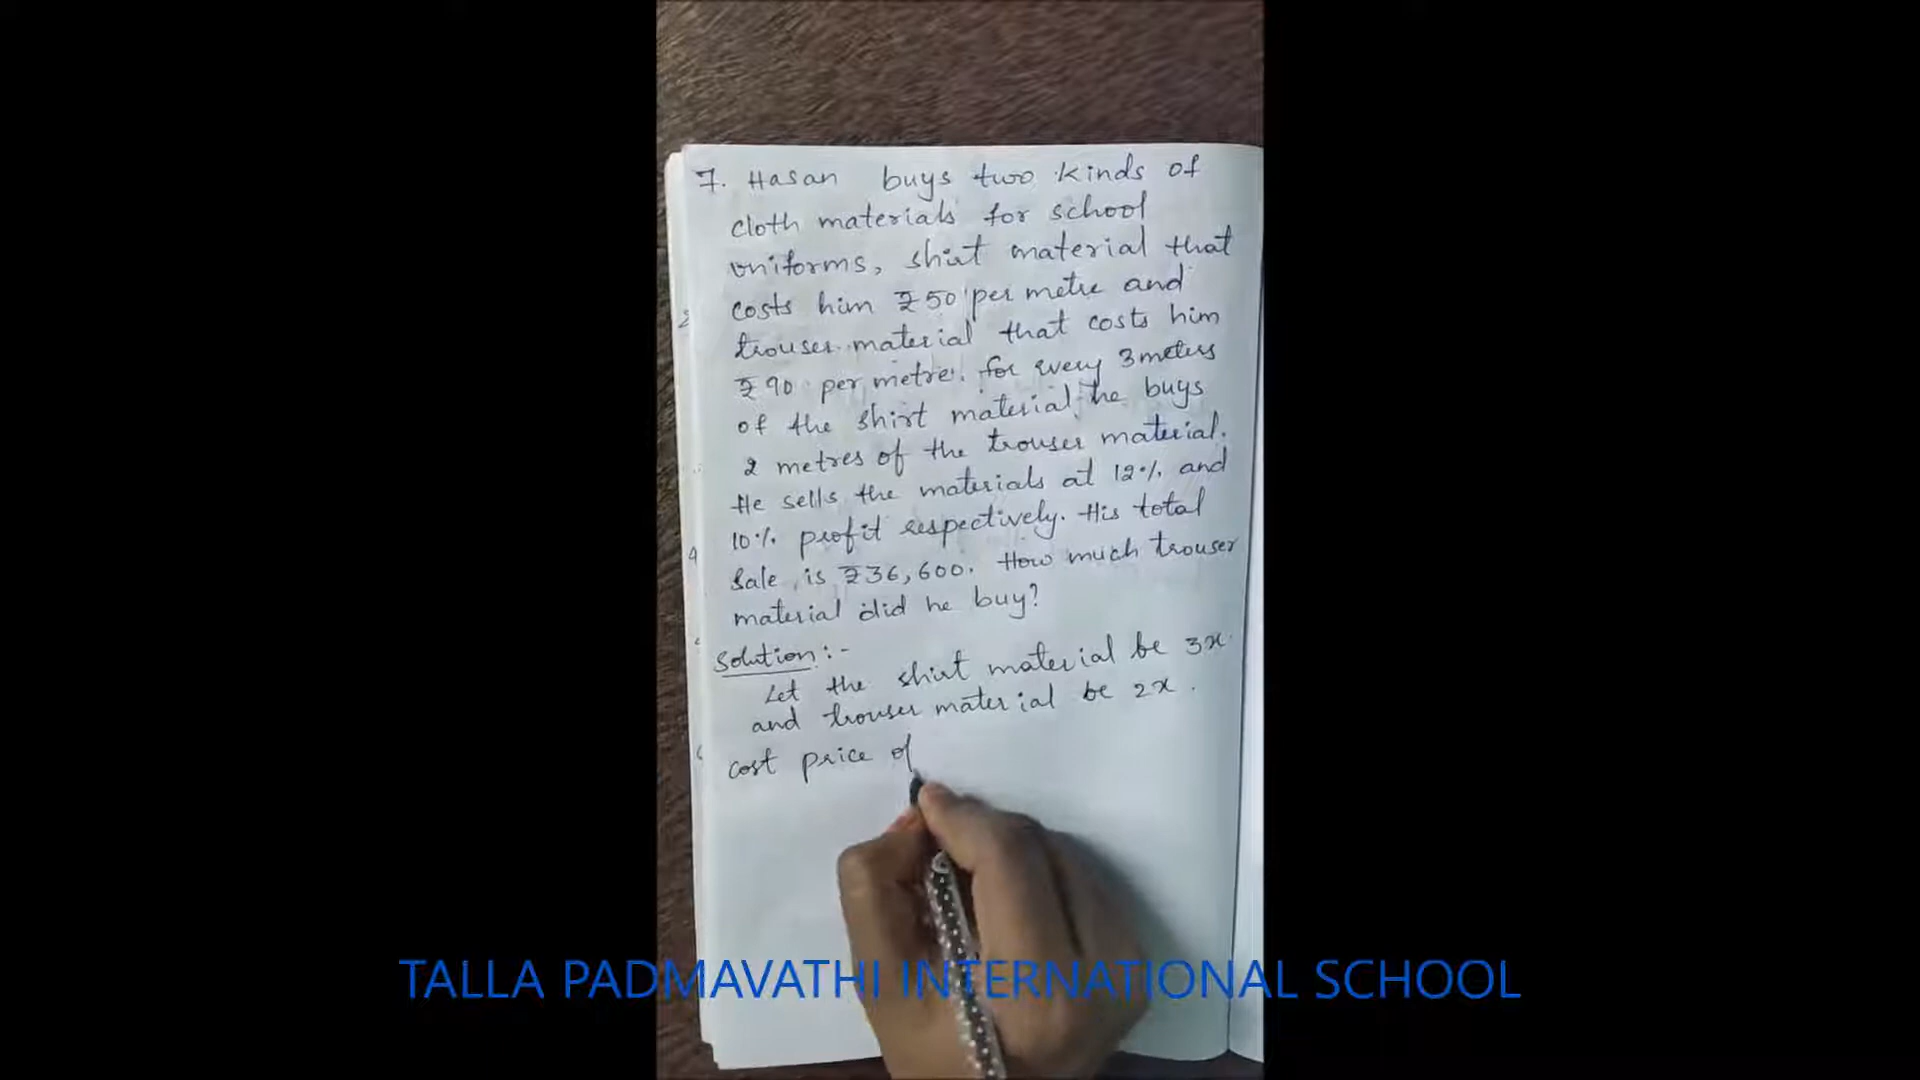 7. Hasan buys two kinds of
cloth materials for school
uniforms, shirt material that
costs him ₹50 per metre and
trouser material that costs him
₹90 per metre. for every 3 meters
of the shirt material he buys
2 metres of the trouser material.
He sells the materials at 12% and
10% profit respectively. His total
sale is ₹36,600. How much trouser
material did he buy?
Solution:-
Let the shirt material be 3x
and trouser material be 2x.
cost price of
TALLA PADMAVATHI INTERNATIONAL SCHOOL